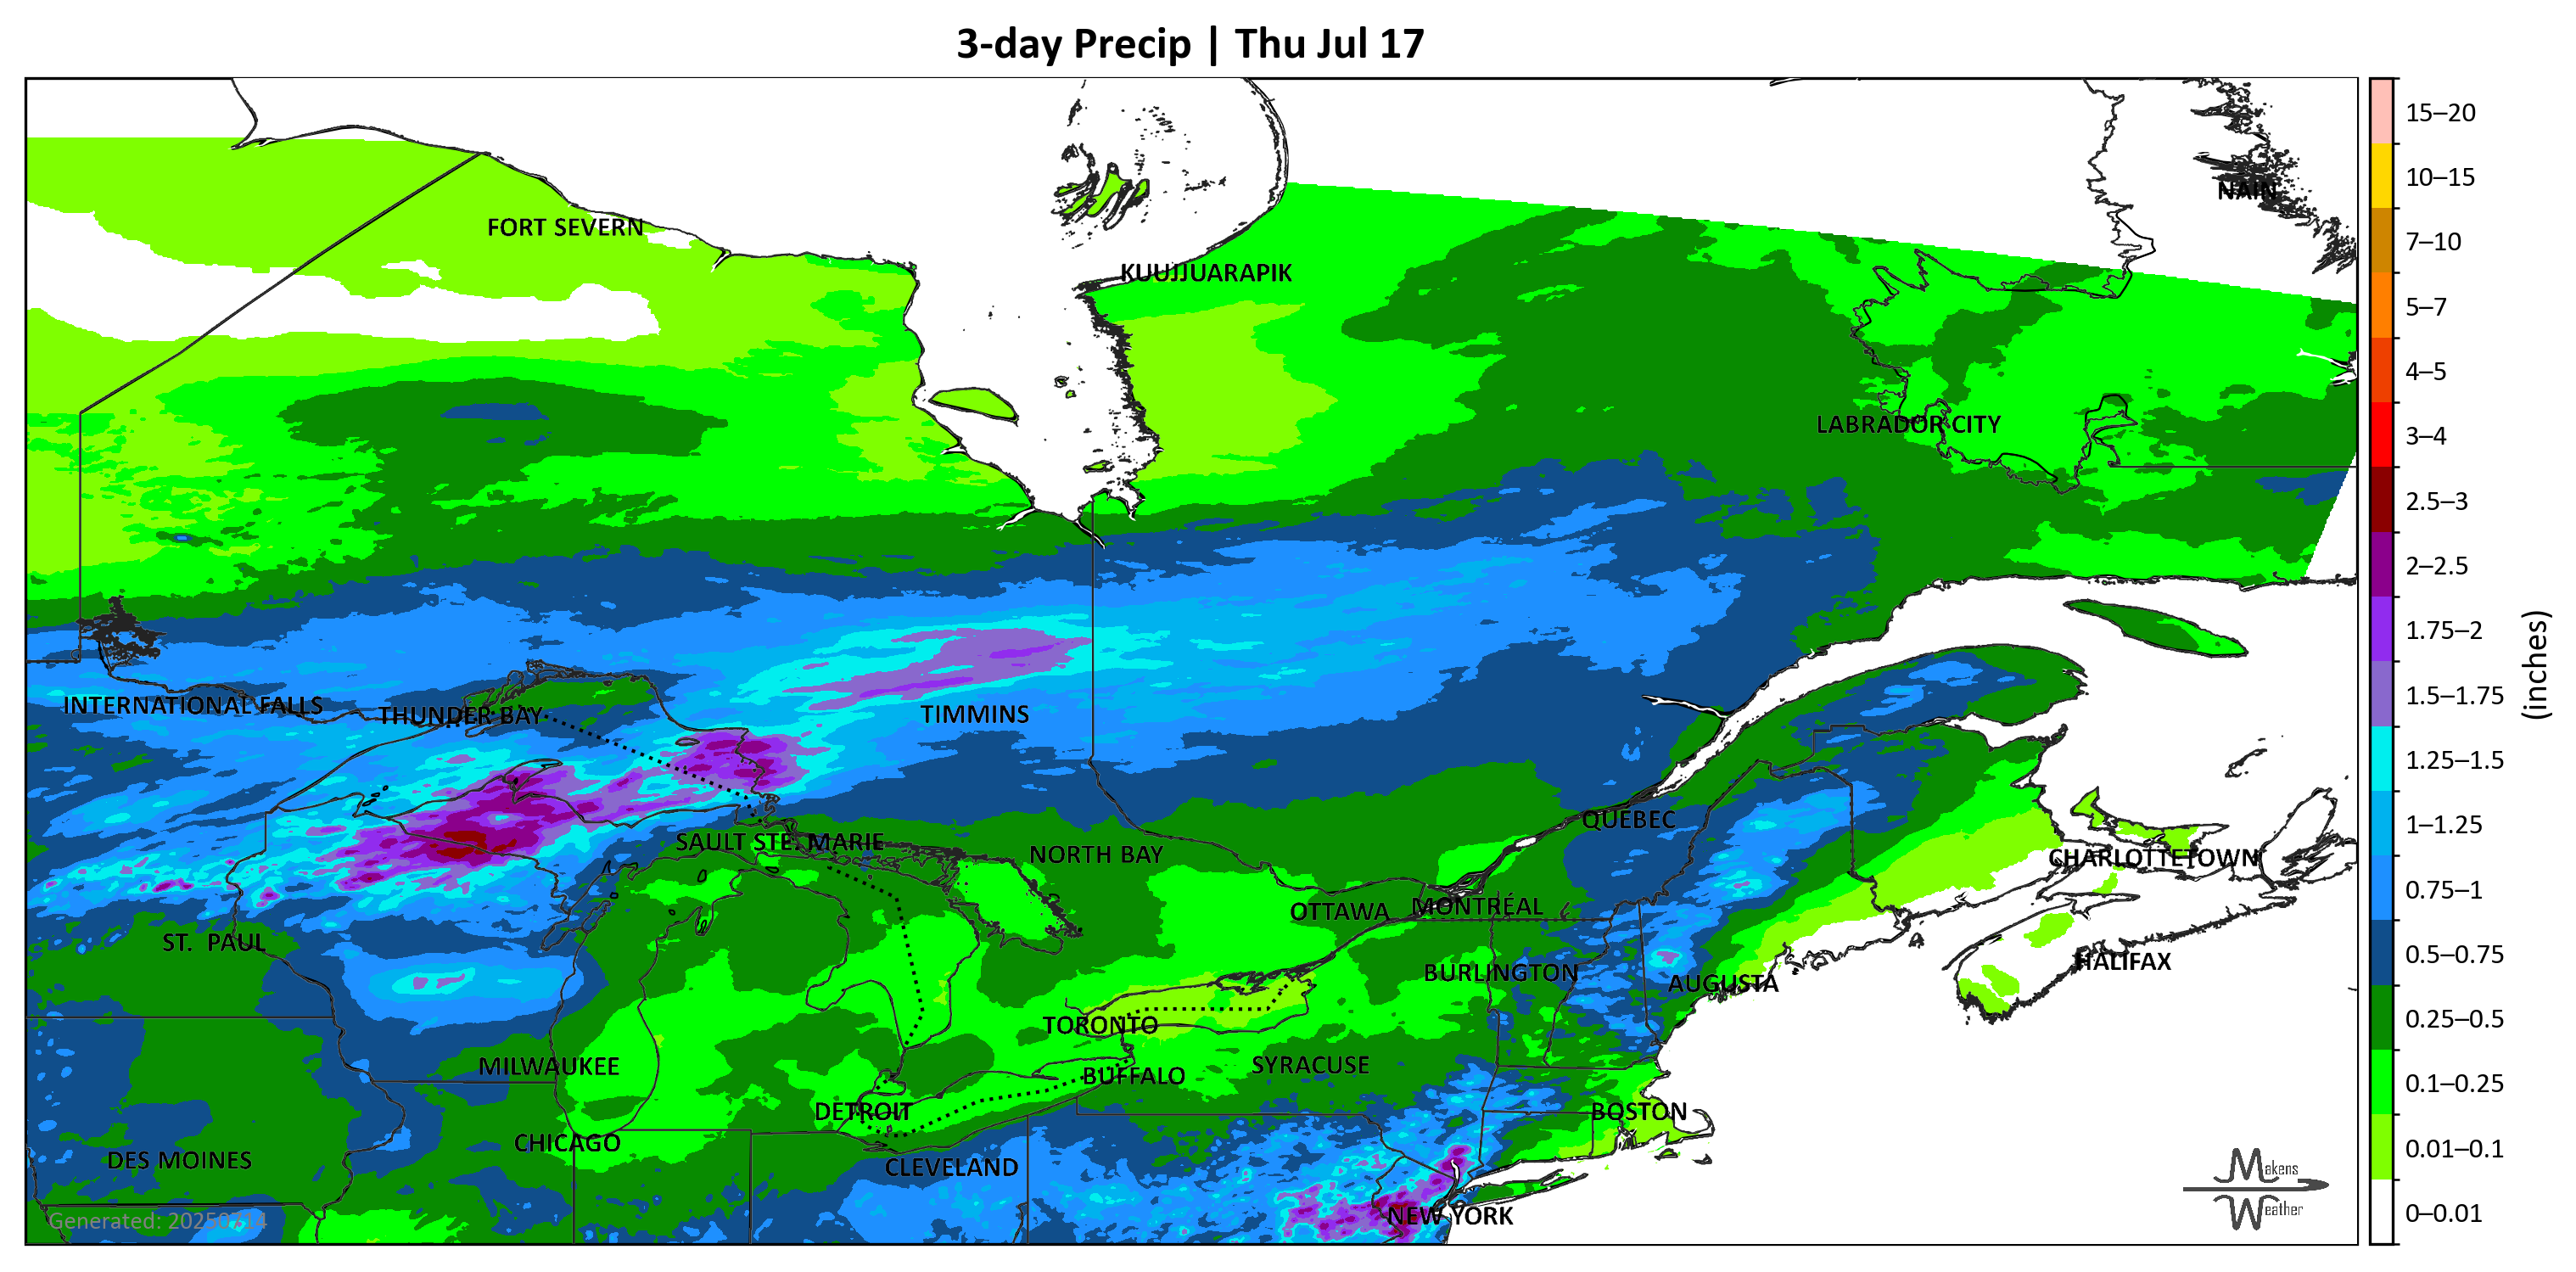 3-day Precip | Thu Jul 17
NAIN
FORT SEVERN
KUUJJUARAPIK
LABRADOR CITY
INTERNATIONAL FALLS
THUNDER BAY
TIMMINS
SAULT STE. MARIE
NORTH BAY
QUÉBEC
CHARLOTTETOWN
OTTAWA
MONTRÉAL
ST. PAUL
HALIFAX
BURLINGTON
AUGUSTA
TORONTO
MILWAUKEE
BUFFALO
SYRACUSE
DETROIT
BOSTON
CHICAGO
DES MOINES
CLEVELAND
NEW YORK
Generated: 20250714
Makens
Weather
15–20
10–15
7–10
5–7
4–5
3–4
2.5–3
2–2.5
1.75–2
1.5–1.75
1.25–1.5
1–1.25
0.75–1
0.5–0.75
0.25–0.5
0.1–0.25
0.01–0.1
0–0.01
(inches)